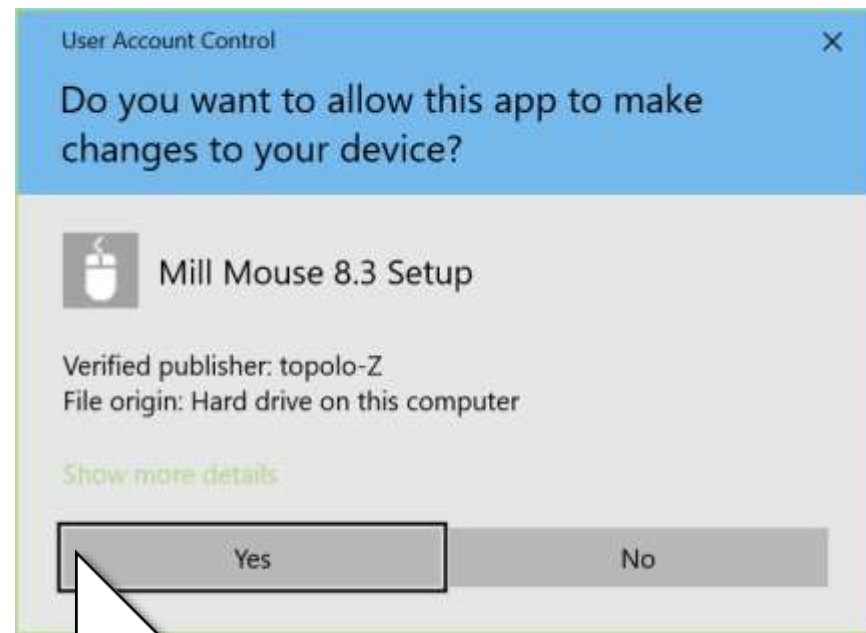 User Account Control
Do you want to allow this app to make
changes to your device?
Mill Mouse 8.3 Setup
Verified publisher: topolo-Z
File origin: Hard drive on this computer
Show more details
Yes
No